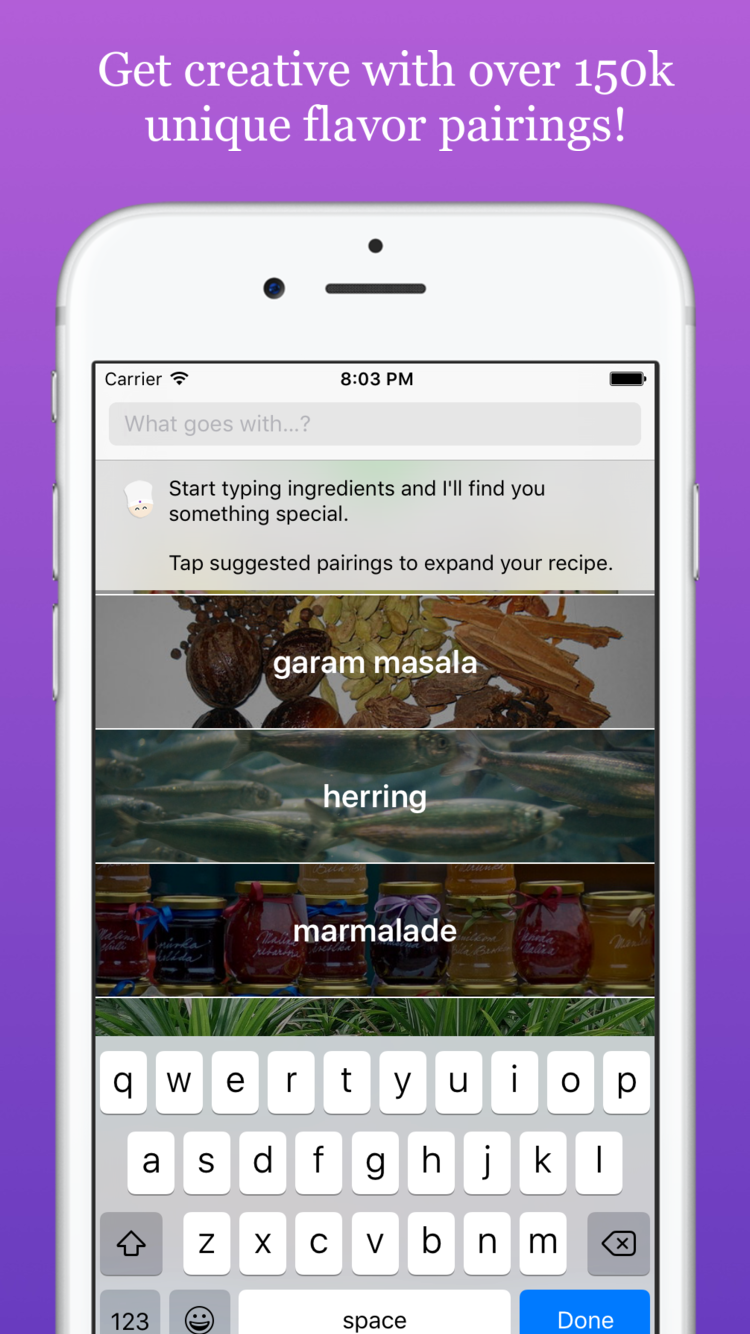 Get creative with over 150k
unique flavor pairings!
Carrier 8:03 PM
What goes with...?
Start typing ingredients and I'll find you
something special.
Tap suggested pairings to expand your recipe.
garam masala
herring
marmalade
q w e r t y u i o p
a s d f g h j k l
z x c v b n m
123 space Done